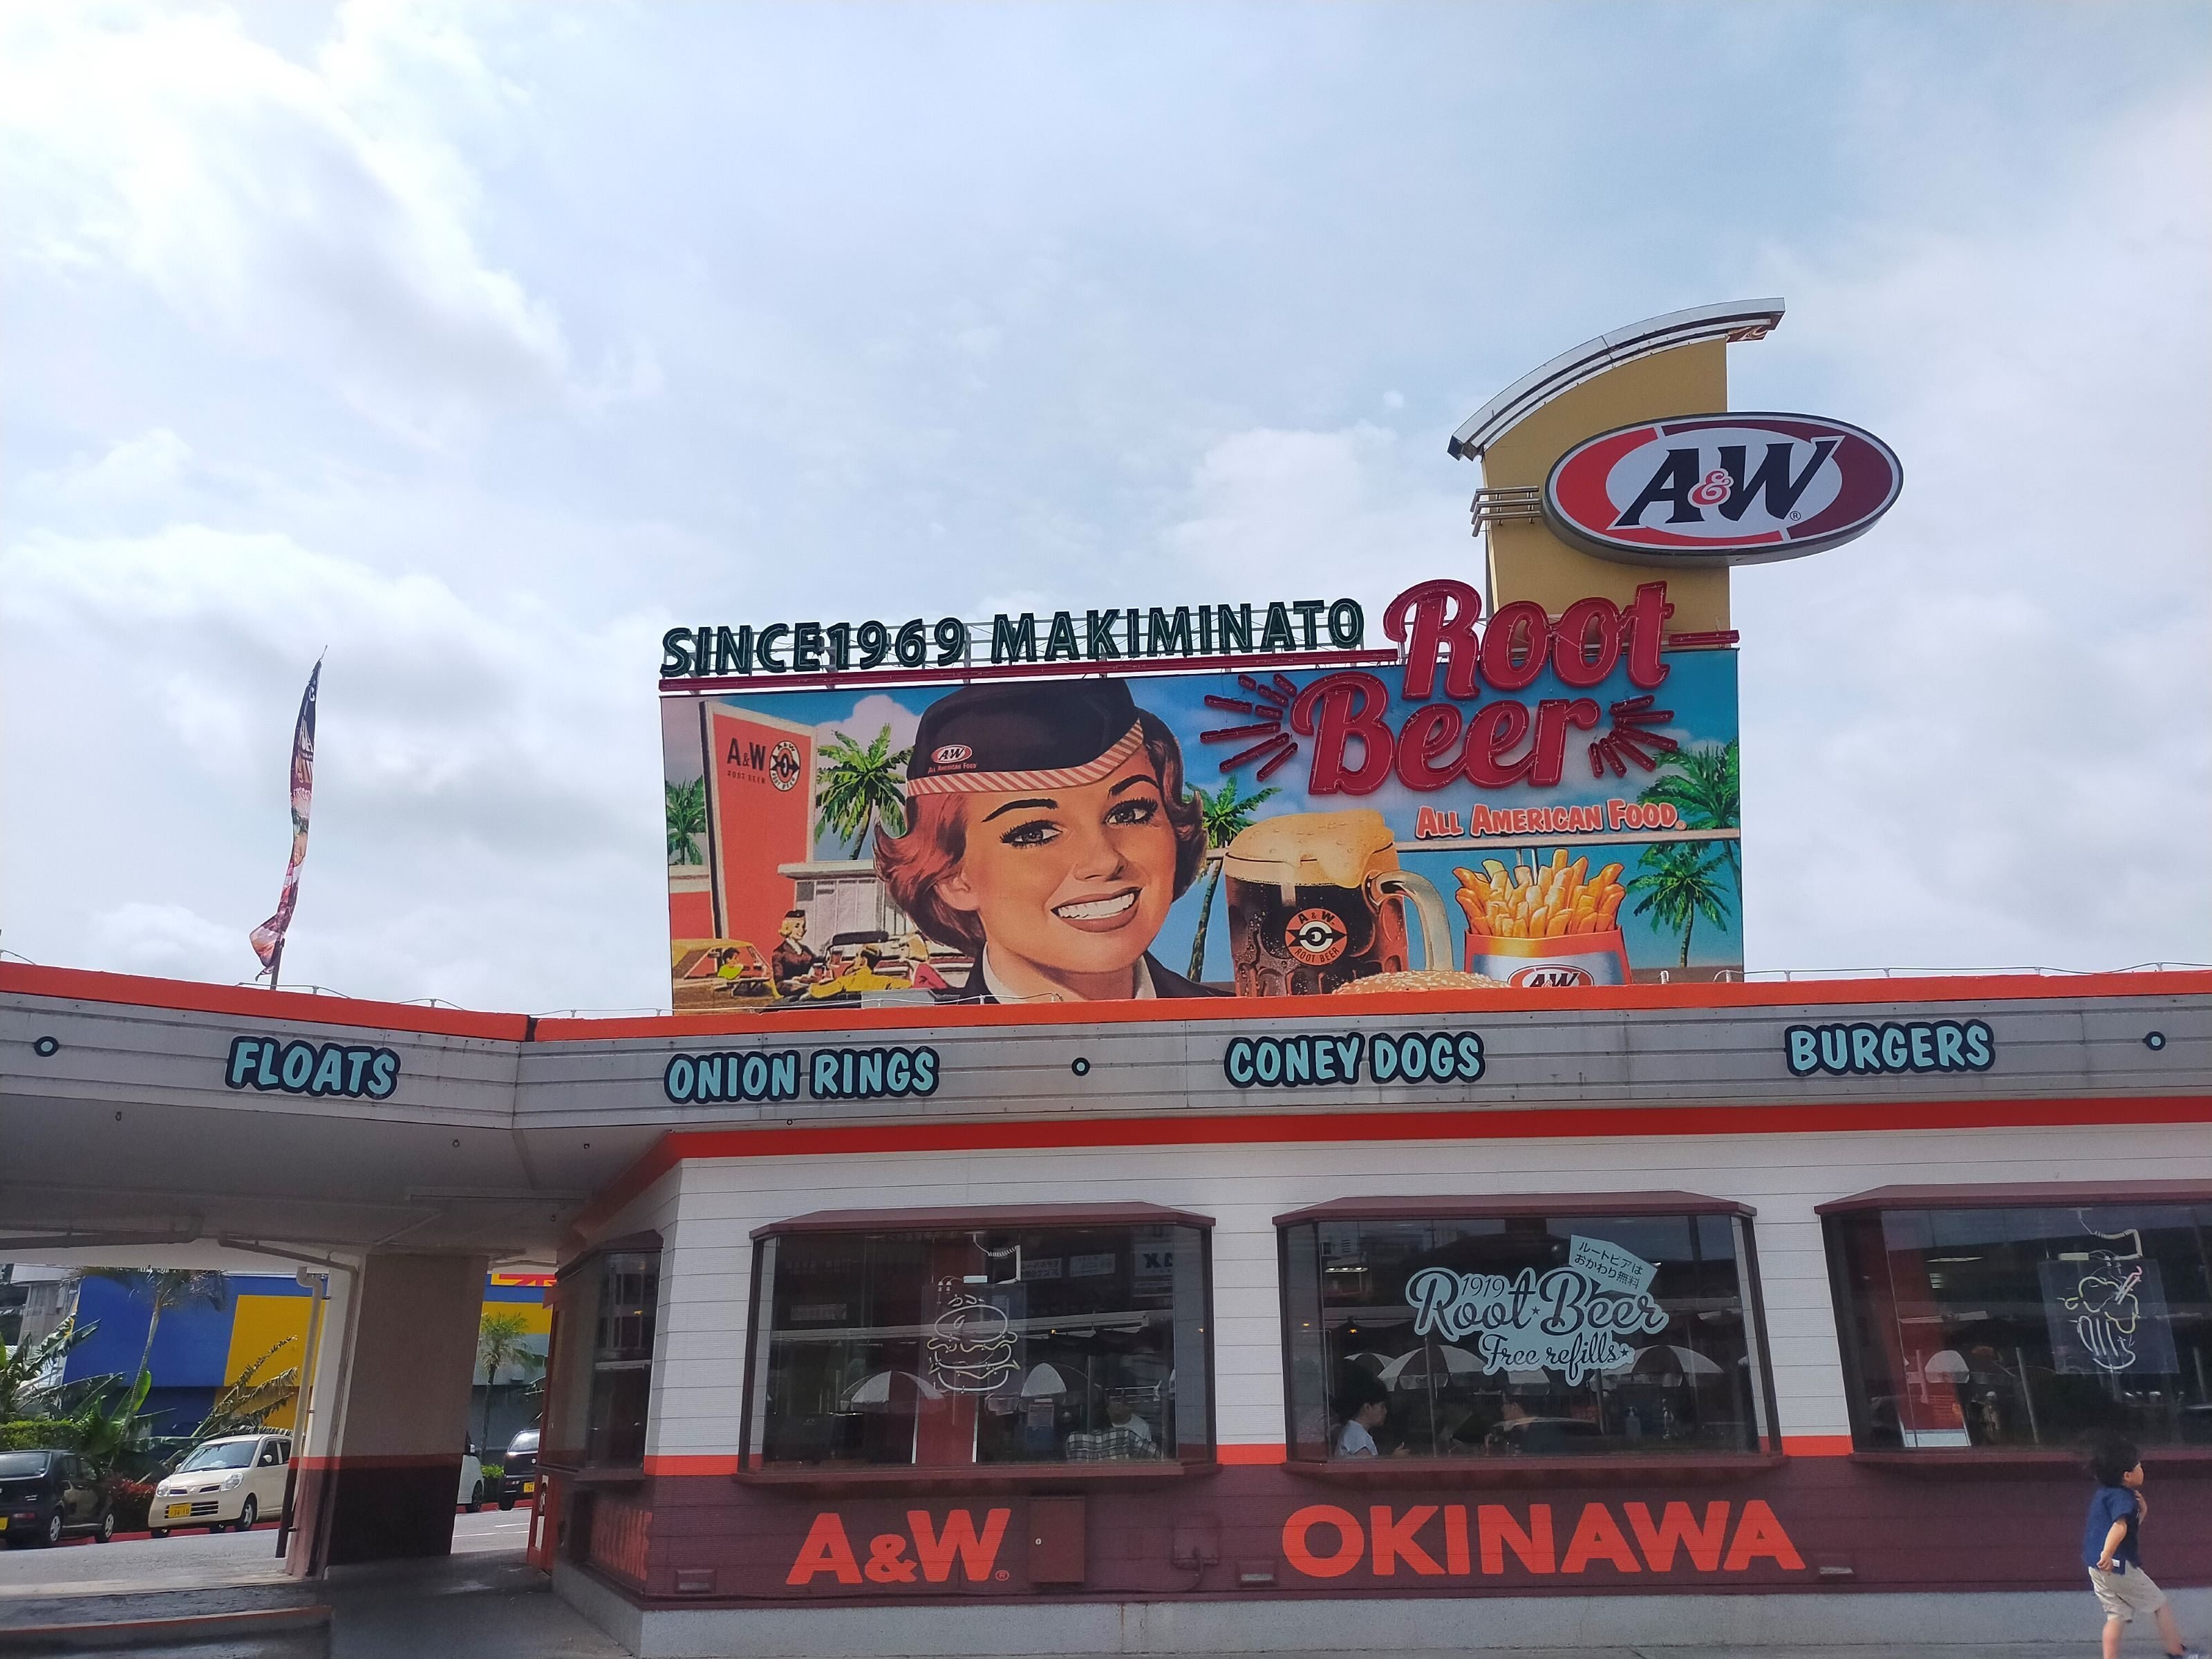 A&W
SINCE1969 MAKIMINATO
Root
Beer
ALL AMERICAN FOOD
A&W
ROOT BEER
A&W
ROOT BEER
A&W
ALL AMERICAN FOOD
A&W
ROOT BEER
A&W
FLOATS
ONION RINGS
CONEY DOGS
BURGERS
ルートビアは
おかわり無料
1919
Root Beer
Free refills
A&W
OKINAWA